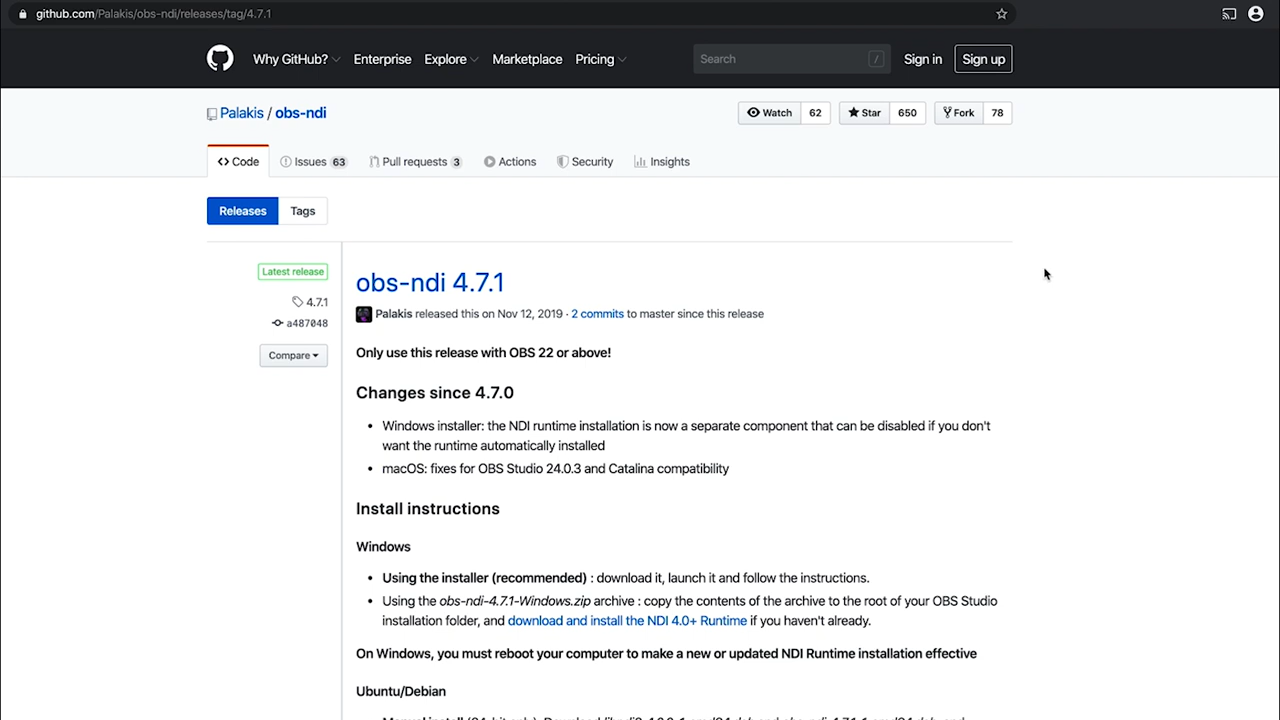 github.com/Palakis/obs-ndi/releases/tag/4.7.1
Why GitHub? Enterprise Explore Marketplace Pricing Search / Sign in Sign up
Palakis / obs-ndi Watch 62 Star 650 Fork 78
Code Issues 63 Pull requests 3 Actions Security Insights
Releases Tags
Latest release
4.7.1
a487048
Compare
obs-ndi 4.7.1
Palakis released this on Nov 12, 2019 · 2 commits to master since this release
Only use this release with OBS 22 or above!
Changes since 4.7.0
• Windows installer: the NDI runtime installation is now a separate component that can be disabled if you don't
want the runtime automatically installed
• macOS: fixes for OBS Studio 24.0.3 and Catalina compatibility
Install instructions
Windows
• Using the installer (recommended) : download it, launch it and follow the instructions.
• Using the obs-ndi-4.7.1-Windows.zip archive : copy the contents of the archive to the root of your OBS Studio
installation folder, and download and install the NDI 4.0+ Runtime if you haven't already.
On Windows, you must reboot your computer to make a new or updated NDI Runtime installation effective
Ubuntu/Debian